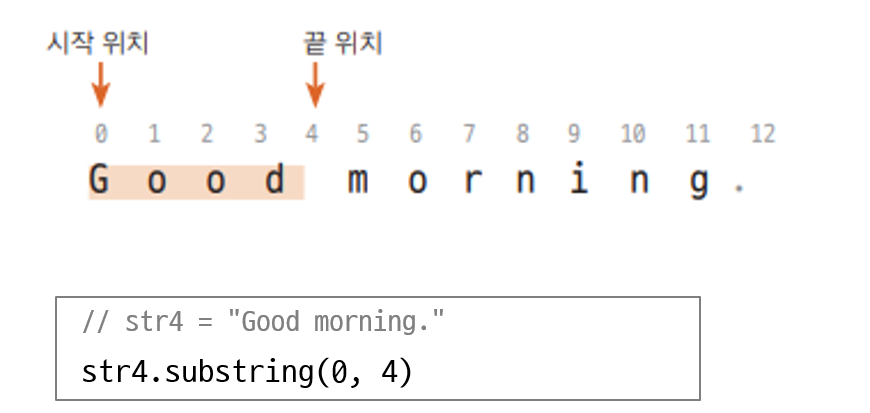 시작 위치 끝 위치
0 1 2 3 4 5 6 7 8 9 10 11 12
G o o d m o r n i n g .
// str4 = "Good morning."
str4.substring(0, 4)